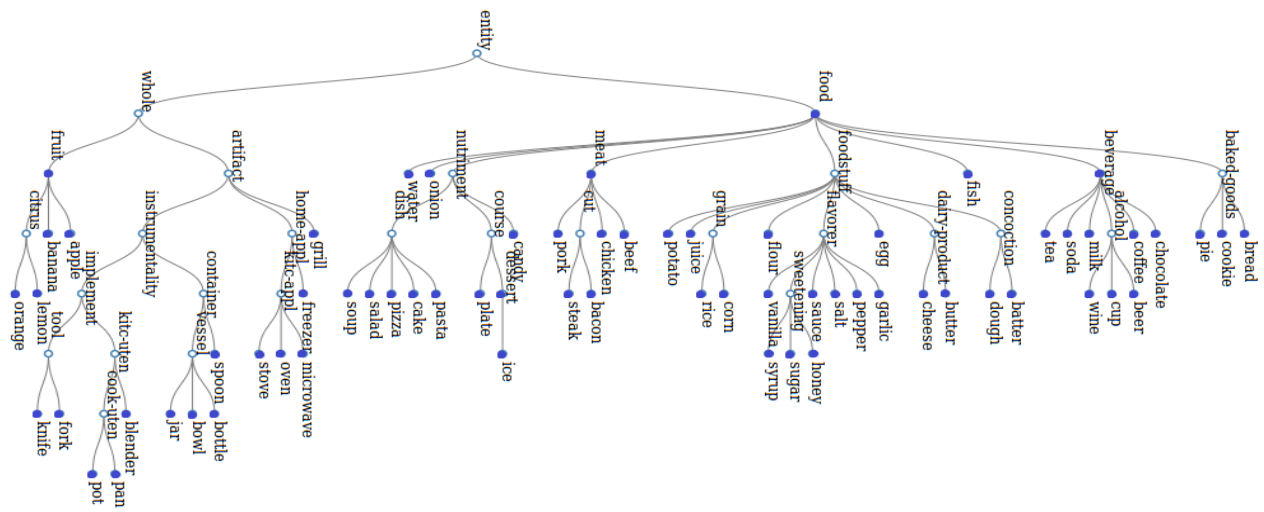 entity
whole
food
fruit
artifact
nutriment
meat
foodstuff
beverage
baked-goods
citrus
banana
apple
instrumentality
home-appl
grill
water
onion
dish
course
candy
cut
chicken
beef
pork
grain
potato
juice
flour
flavorer
egg
dairy-product
concoction
fish
tea
soda
milk
alcohol
coffee
chocolate
pie
cookie
bread
orange
lemon
implement
container
kitc-appl
freezer
soup
salad
pizza
cake
pasta
plate
dessert
steak
bacon
rice
corn
sweetening
vanilla
sauce
salt
pepper
garlic
cheese
butter
dough
batter
wine
cup
beer
tool
kitc-uten
vessel
spoon
stove
oven
microwave
ice
syrup
sugar
honey
knife
fork
cook-uten
blender
jar
bowl
bottle
pot
pan